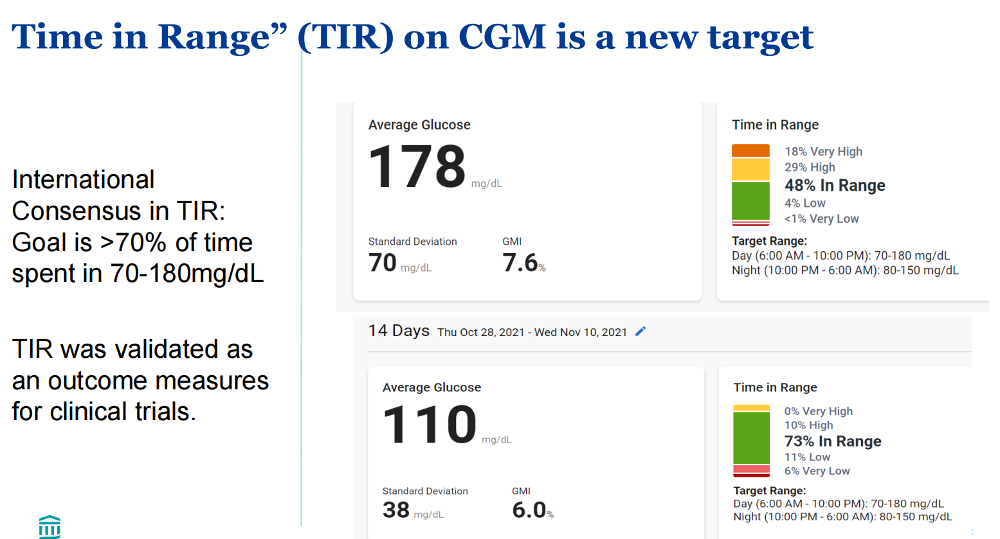 Time in Range” (TIR) on CGM is a new target
International
Consensus in TIR:
Goal is >70% of time
spent in 70-180mg/dL
TIR was validated as
an outcome measures
for clinical trials.
Average Glucose
178 mg/dL
Standard Deviation
70 mg/dL
GMI
7.6%
Time in Range
18% Very High
29% High
48% In Range
4% Low
<1% Very Low
Target Range:
Day (6:00 AM - 10:00 PM): 70-180 mg/dL
Night (10:00 PM - 6:00 AM): 80-150 mg/dL
14 Days Thu Oct 28, 2021 - Wed Nov 10, 2021
Average Glucose
110 mg/dL
Standard Deviation
38 mg/dL
GMI
6.0%
Time in Range
0% Very High
10% High
73% In Range
11% Low
6% Very Low
Target Range:
Day (6:00 AM - 10:00 PM): 70-180 mg/dL
Night (10:00 PM - 6:00 AM): 80-150 mg/dL